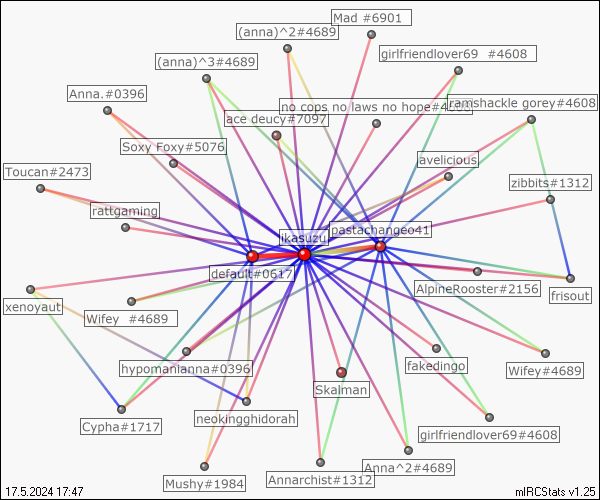 Mad #6901
(anna)^2#4689
(anna)^3#4689
girlfriendlover69 #4608
Anna.#0396
no cops no laws no hope#4
ramshackle gorey#4608
ace deucy#7097
Soxy Foxy#5076
avelicious
Toucan#2473
zibbits#1312
rattgaming
pastachangeo41
ikasuzu
default#0617
AlpineRooster#2156
frisout
xenoyaut
Wifey #4689
fakedingo
Wifey#4689
hypomanianna#0396
Skalman
neokingghidorah
Cypha#1717
girlfriendlover69#4608
Anna^2#4689
Annarchist#1312
Mushy#1984
17.5.2024 17:47
mIRCStats v1.25